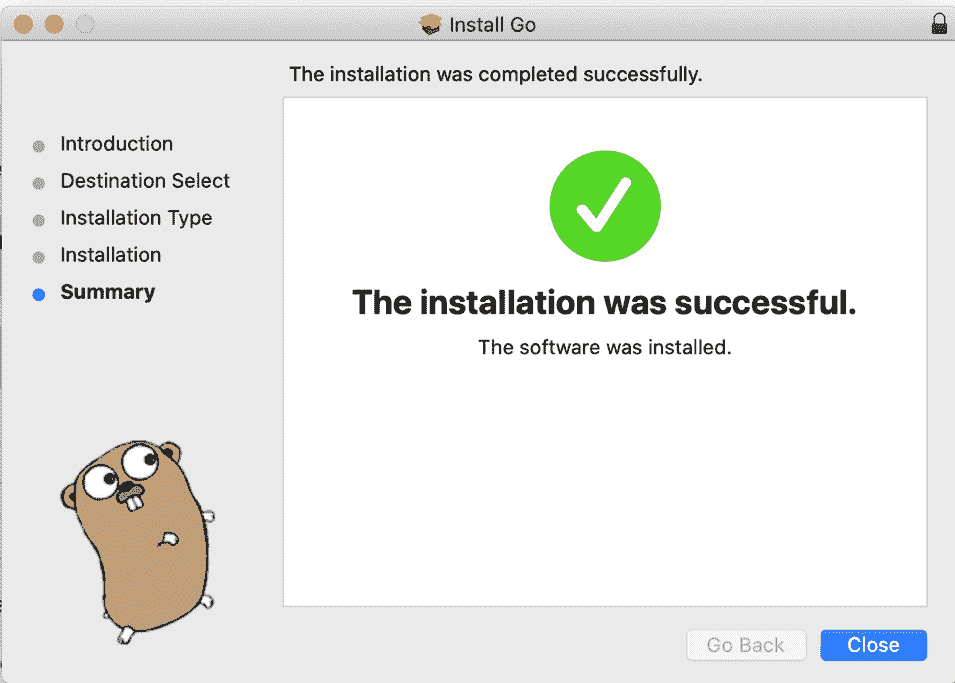 Install Go
The installation was completed successfully.
Introduction
Destination Select
Installation Type
Installation
Summary
The installation was successful.
The software was installed.
Go Back
Close